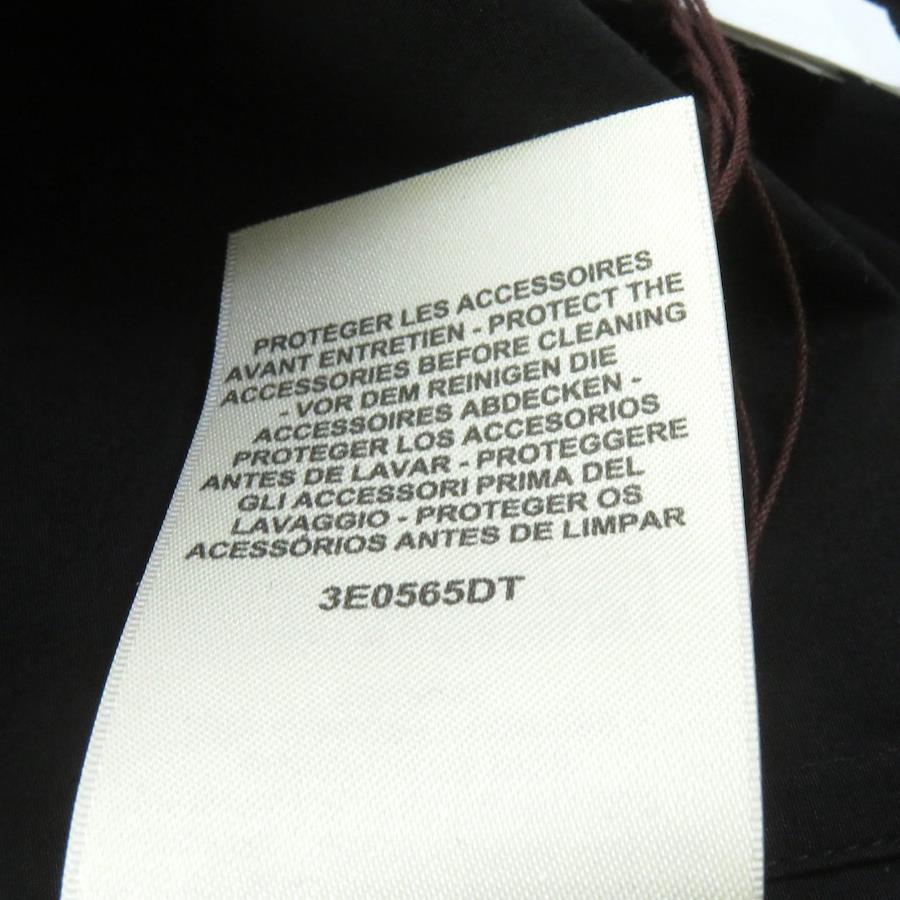 PROTEGER LES ACCESSOIRES
AVANT ENTRETIEN - PROTECT THE
ACCESSORIES BEFORE CLEANING
- VOR DEM REINIGEN DIE
ACCESSOIRES ABDECKEN -
PROTEGER LOS ACCESORIOS
ANTES DE LAVAR - PROTEGGERE
GLI ACCESSORI PRIMA DEL
LAVAGGIO - PROTEGER OS
ACESSÓRIOS ANTES DE LIMPAR
3E0565DT